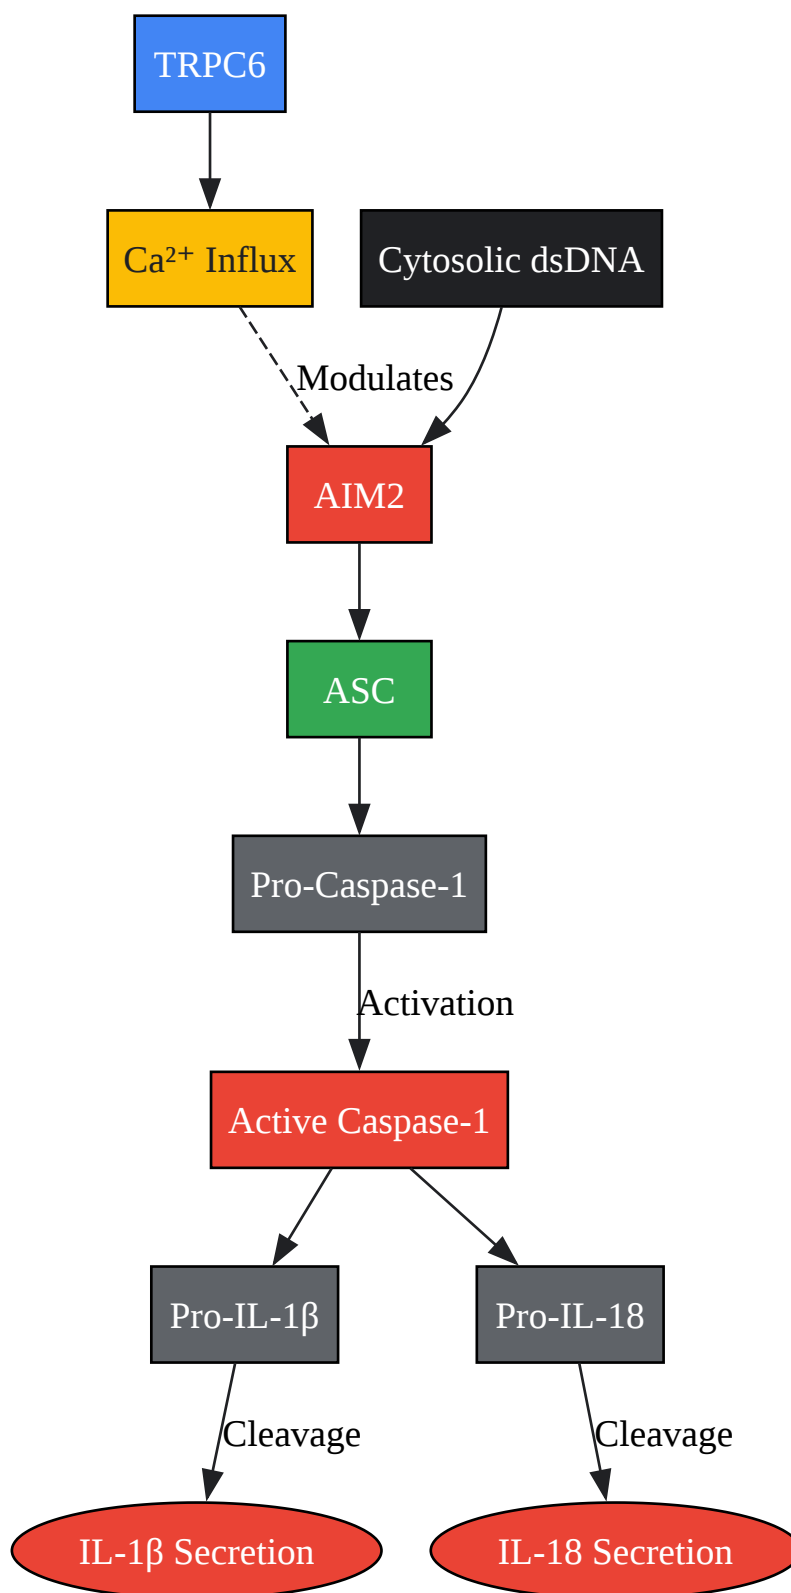 TRPC6
Ca²⁺ Influx
Cytosolic dsDNA
Modulates
AIM2
ASC
Pro-Caspase-1
Activation
Active Caspase-1
Pro-IL-1β
Pro-IL-18
Cleavage
Cleavage
IL-1β Secretion
IL-18 Secretion